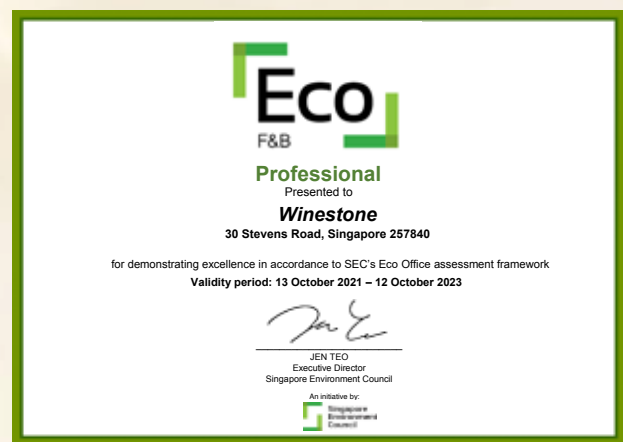 Eco
F&B
Professional
Presented to
Winestone
30 Stevens Road, Singapore 257840
for demonstrating excellence in accordance to SEC's Eco Office assessment framework
Validity period: 13 October 2021 – 12 October 2023
JEN TEO
Executive Director
Singapore Environment Council
An initiative by:
Singapore
Environment
Council